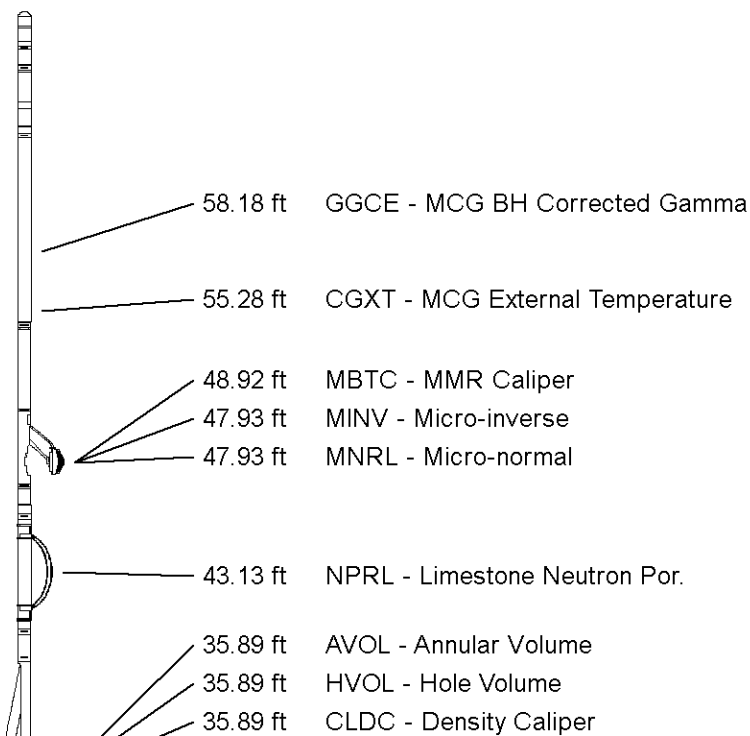 58.18 ft GGCE - MCG BH Corrected Gamma
55.28 ft CGXT - MCG External Temperature
48.92 ft MBTC - MMR Caliper
47.93 ft MINV - Micro-inverse
47.93 ft MNRL - Micro-normal
43.13 ft NPRL - Limestone Neutron Por.
35.89 ft AVOL - Annular Volume
35.89 ft HVOL - Hole Volume
35.89 ft CLDC - Density Caliper